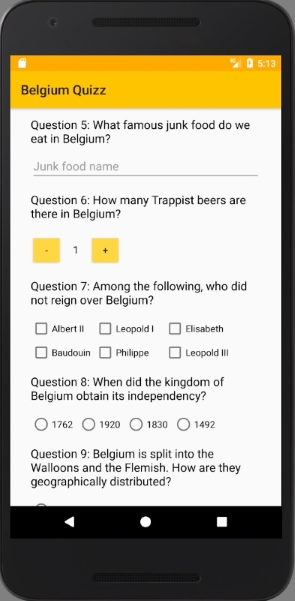 5:13
Belgium Quizz
Question 5: What famous junk food do we
eat in Belgium?
Junk food name
Question 6: How many Trappist beers are
there in Belgium?
- 1 +
Question 7: Among the following, who did
not reign over Belgium?
Albert II Leopold I Elisabeth
Baudouin Philippe Leopold III
Question 8: When did the kingdom of
Belgium obtain its independency?
1762 1920 1830 1492
Question 9: Belgium is split into the
Walloons and the Flemish. How are they
geographically distributed?